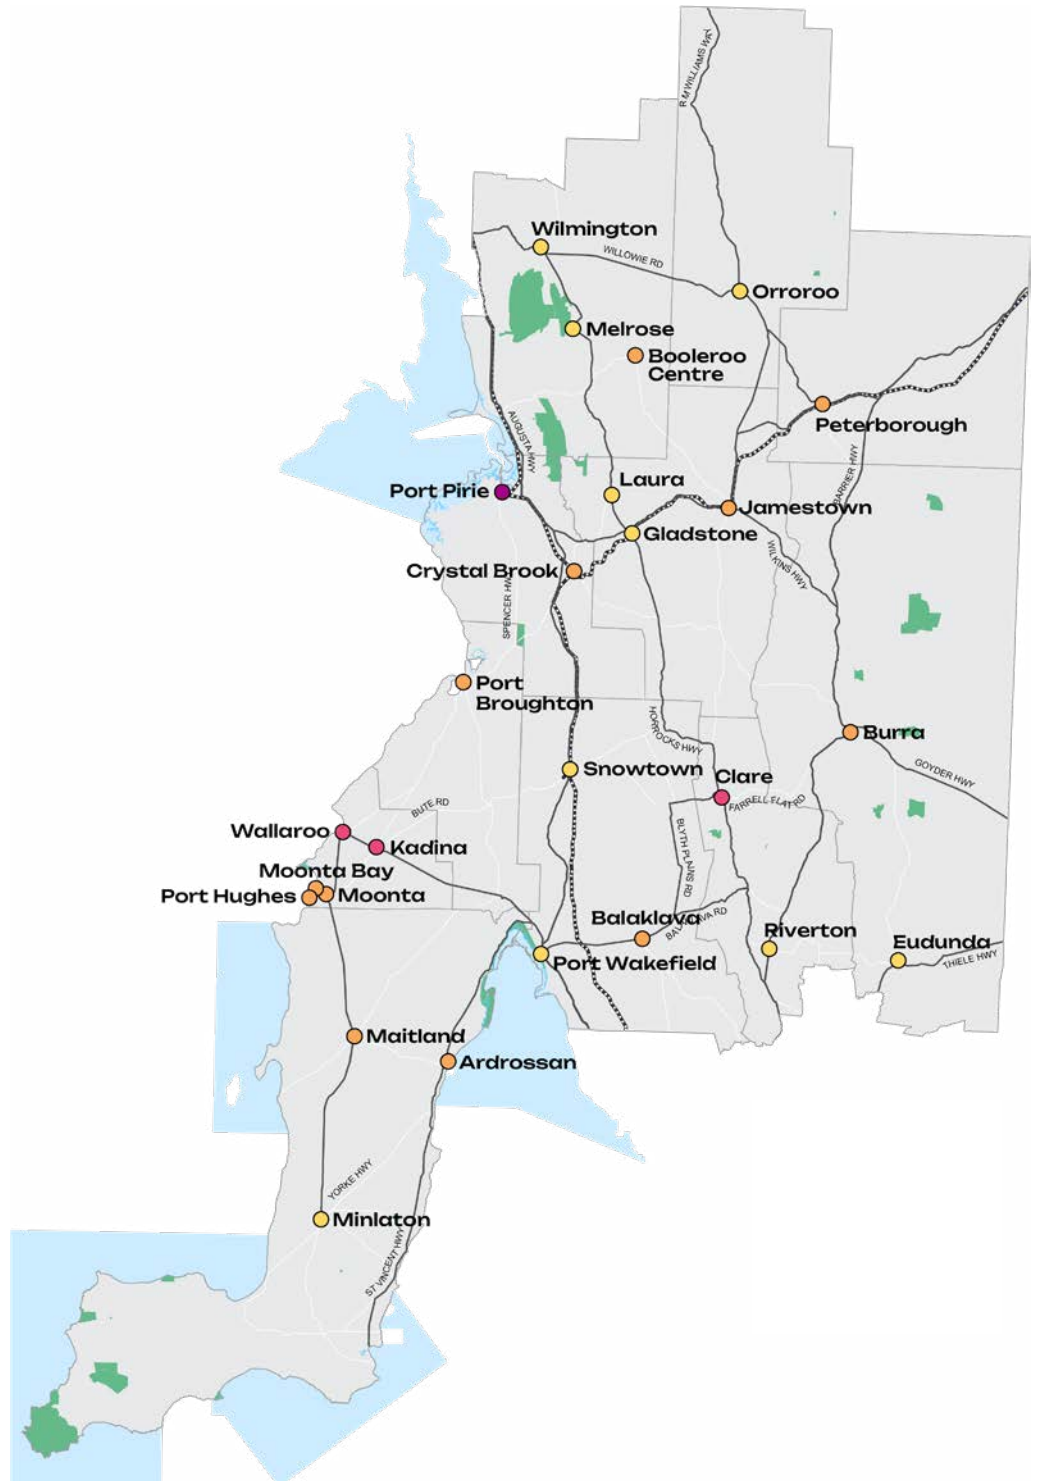 R M WILLIAMS WAY
Wilmington
WILLOWIE RD
Orroroo
Melrose
Booleroo
Centre
Peterborough
AUGUSTA HWY
BARRIER HWY
Laura
Port Pirie
Jamestown
Gladstone
Crystal Brook
WILKINS HWY
SPENCER HWY
Port
Broughton
HORROCKS HWY
Burra
Snowtown
Clare
GOYDER HWY
FARRELL FLAT RD
BUTE RD
Wallaroo
Kadina
BLYTH PLAINS RD
Moonta Bay
Port Hughes
Moonta
Balaklava
BALAKLAVA RD
Riverton
Eudunda
THIELE HWY
Port Wakefield
Maitland
Ardrossan
YORKE HWY
Minlaton
ST VINCENT HWY